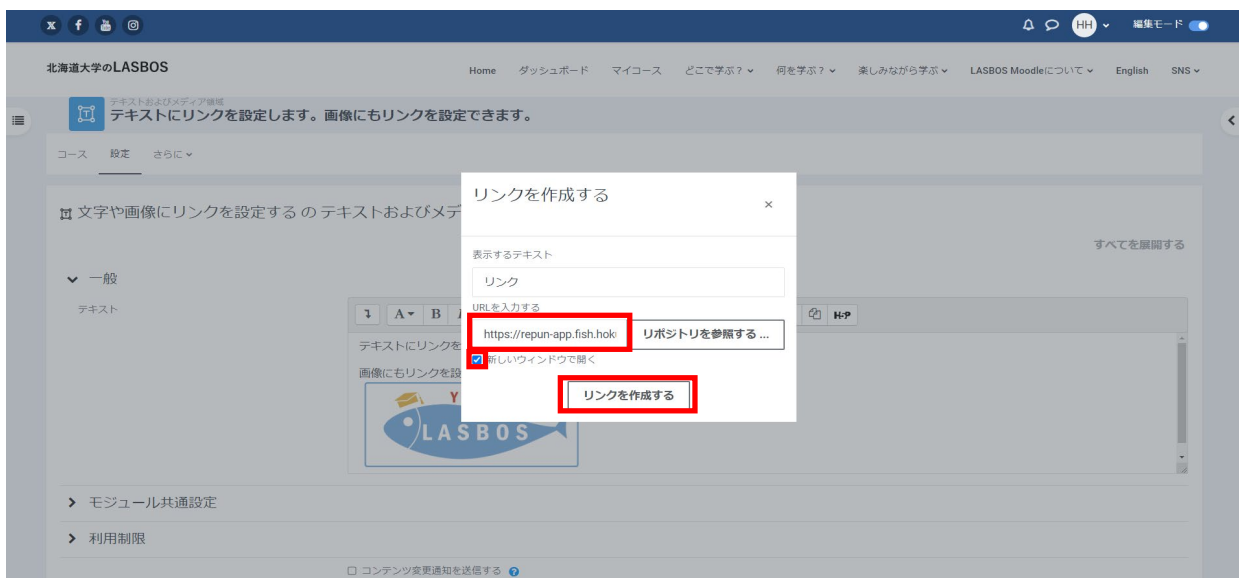 HH 編集モード
北海道大学のLASBOS
Home ダッシュボード マイコース どこで学ぶ? 何を学ぶ? 楽しみながら学ぶ LASBOS Moodleについて English SNS
テキストおよびメディア領域
テキストにリンクを設定します。画像にもリンクを設定できます。
コース 設定 さらに
リンクを作成する
×
文字や画像にリンクを設定する の テキストおよびメデ
すべてを展開する
表示するテキスト
リンク
一般
テキスト
A B
H-P
URLを入力する
https://repun-app.fish.hok
リポジトリを参照する ...
テキストにリンクを
新しいウィンドウで開く
画像にもリンクを設
リンクを作成する
Y
LASBOS
モジュール共通設定
利用制限
コンテンツ変更通知を送信する